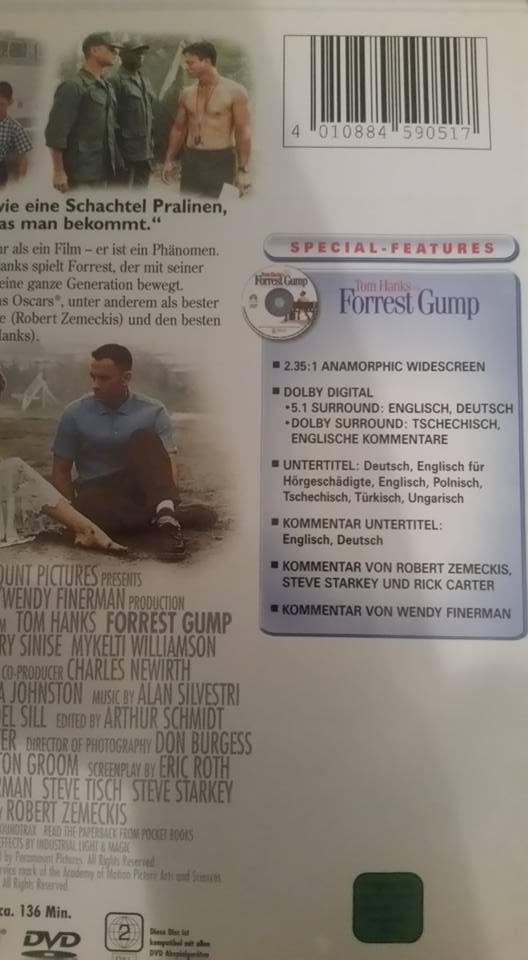 4 010884 590517
wie eine Schachtel Pralinen,
as man bekommt.“
hr als ein Film – er ist ein Phänomen.
Hanks spielt Forrest, der mit seiner
eine ganze Generation bewegt.
s Oscars®, unter anderem als bester
e (Robert Zemeckis) und den besten
Hanks).
SPECIAL-FEATURES
Forrest Gump
Tom Hanks
Forrest Gump
■ 2.35:1 ANAMORPHIC WIDESCREEN
■ DOLBY DIGITAL
•5.1 SURROUND: ENGLISCH, DEUTSCH
•DOLBY SURROUND: TSCHECHISCH,
ENGLISCHE KOMMENTARE
■ UNTERTITEL: Deutsch, Englisch für
Hörgeschädigte, Englisch, Polnisch,
Tschechisch, Türkisch, Ungarisch
■ KOMMENTAR UNTERTITEL:
Englisch, Deutsch
■ KOMMENTAR VON ROBERT ZEMECKIS,
STEVE STARKEY UND RICK CARTER
■ KOMMENTAR VON WENDY FINERMAN
OUNT PICTURES PRESENTS
WENDY FINERMAN PRODUCTION
TOM HANKS FORREST GUMP
RY SINISE MYKELTI WILLIAMSON
CO-PRODUCER CHARLES NEWIRTH
A JOHNSTON MUSIC BY ALAN SILVESTRI
EL SILL EDITED BY ARTHUR SCHMIDT
ER DIRECTOR OF PHOTOGRAPHY DON BURGESS
TON GROOM SCREENPLAY BY ERIC ROTH
RMAN STEVE TISCH STEVE STARKEY
ROBERT ZEMECKIS
OUNDTRAX READ THE PAPERBACK FROM POCKET BOOKS
EFFECTS BY INDUSTRIAL LIGHT & MAGIC
by Paramount Pictures. All Rights Reserved.
rvice mark of the Academy of Motion Picture Arts and Sciences.
All Rights Reserved.
ca. 136 Min.
DVD
2
Diese Disc ist
kompatibel mit allen
DVD Abspielgeräten